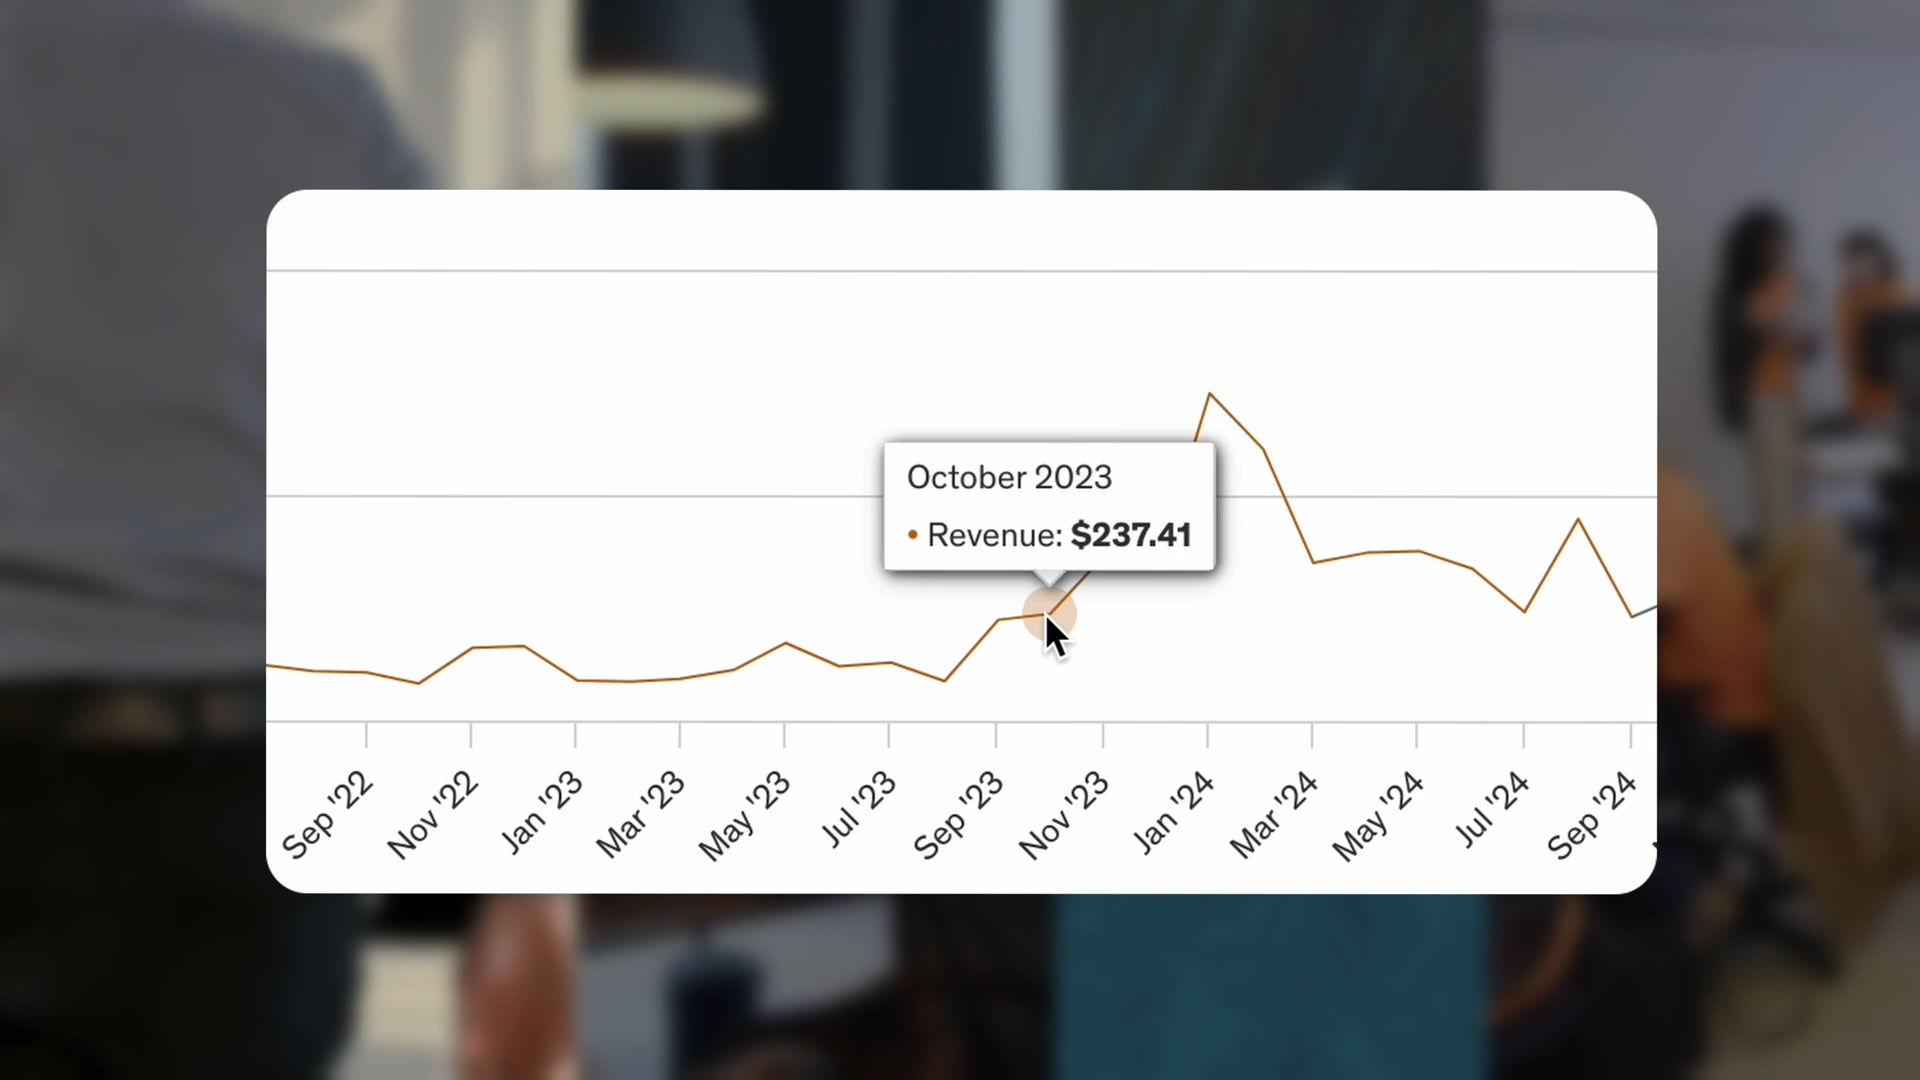 October 2023
• Revenue: $237.41
Sep '22
Nov '22
Jan '23
Mar '23
May '23
Jul '23
Sep '23
Nov '23
Jan '24
Mar '24
May '24
Jul '24
Sep '24